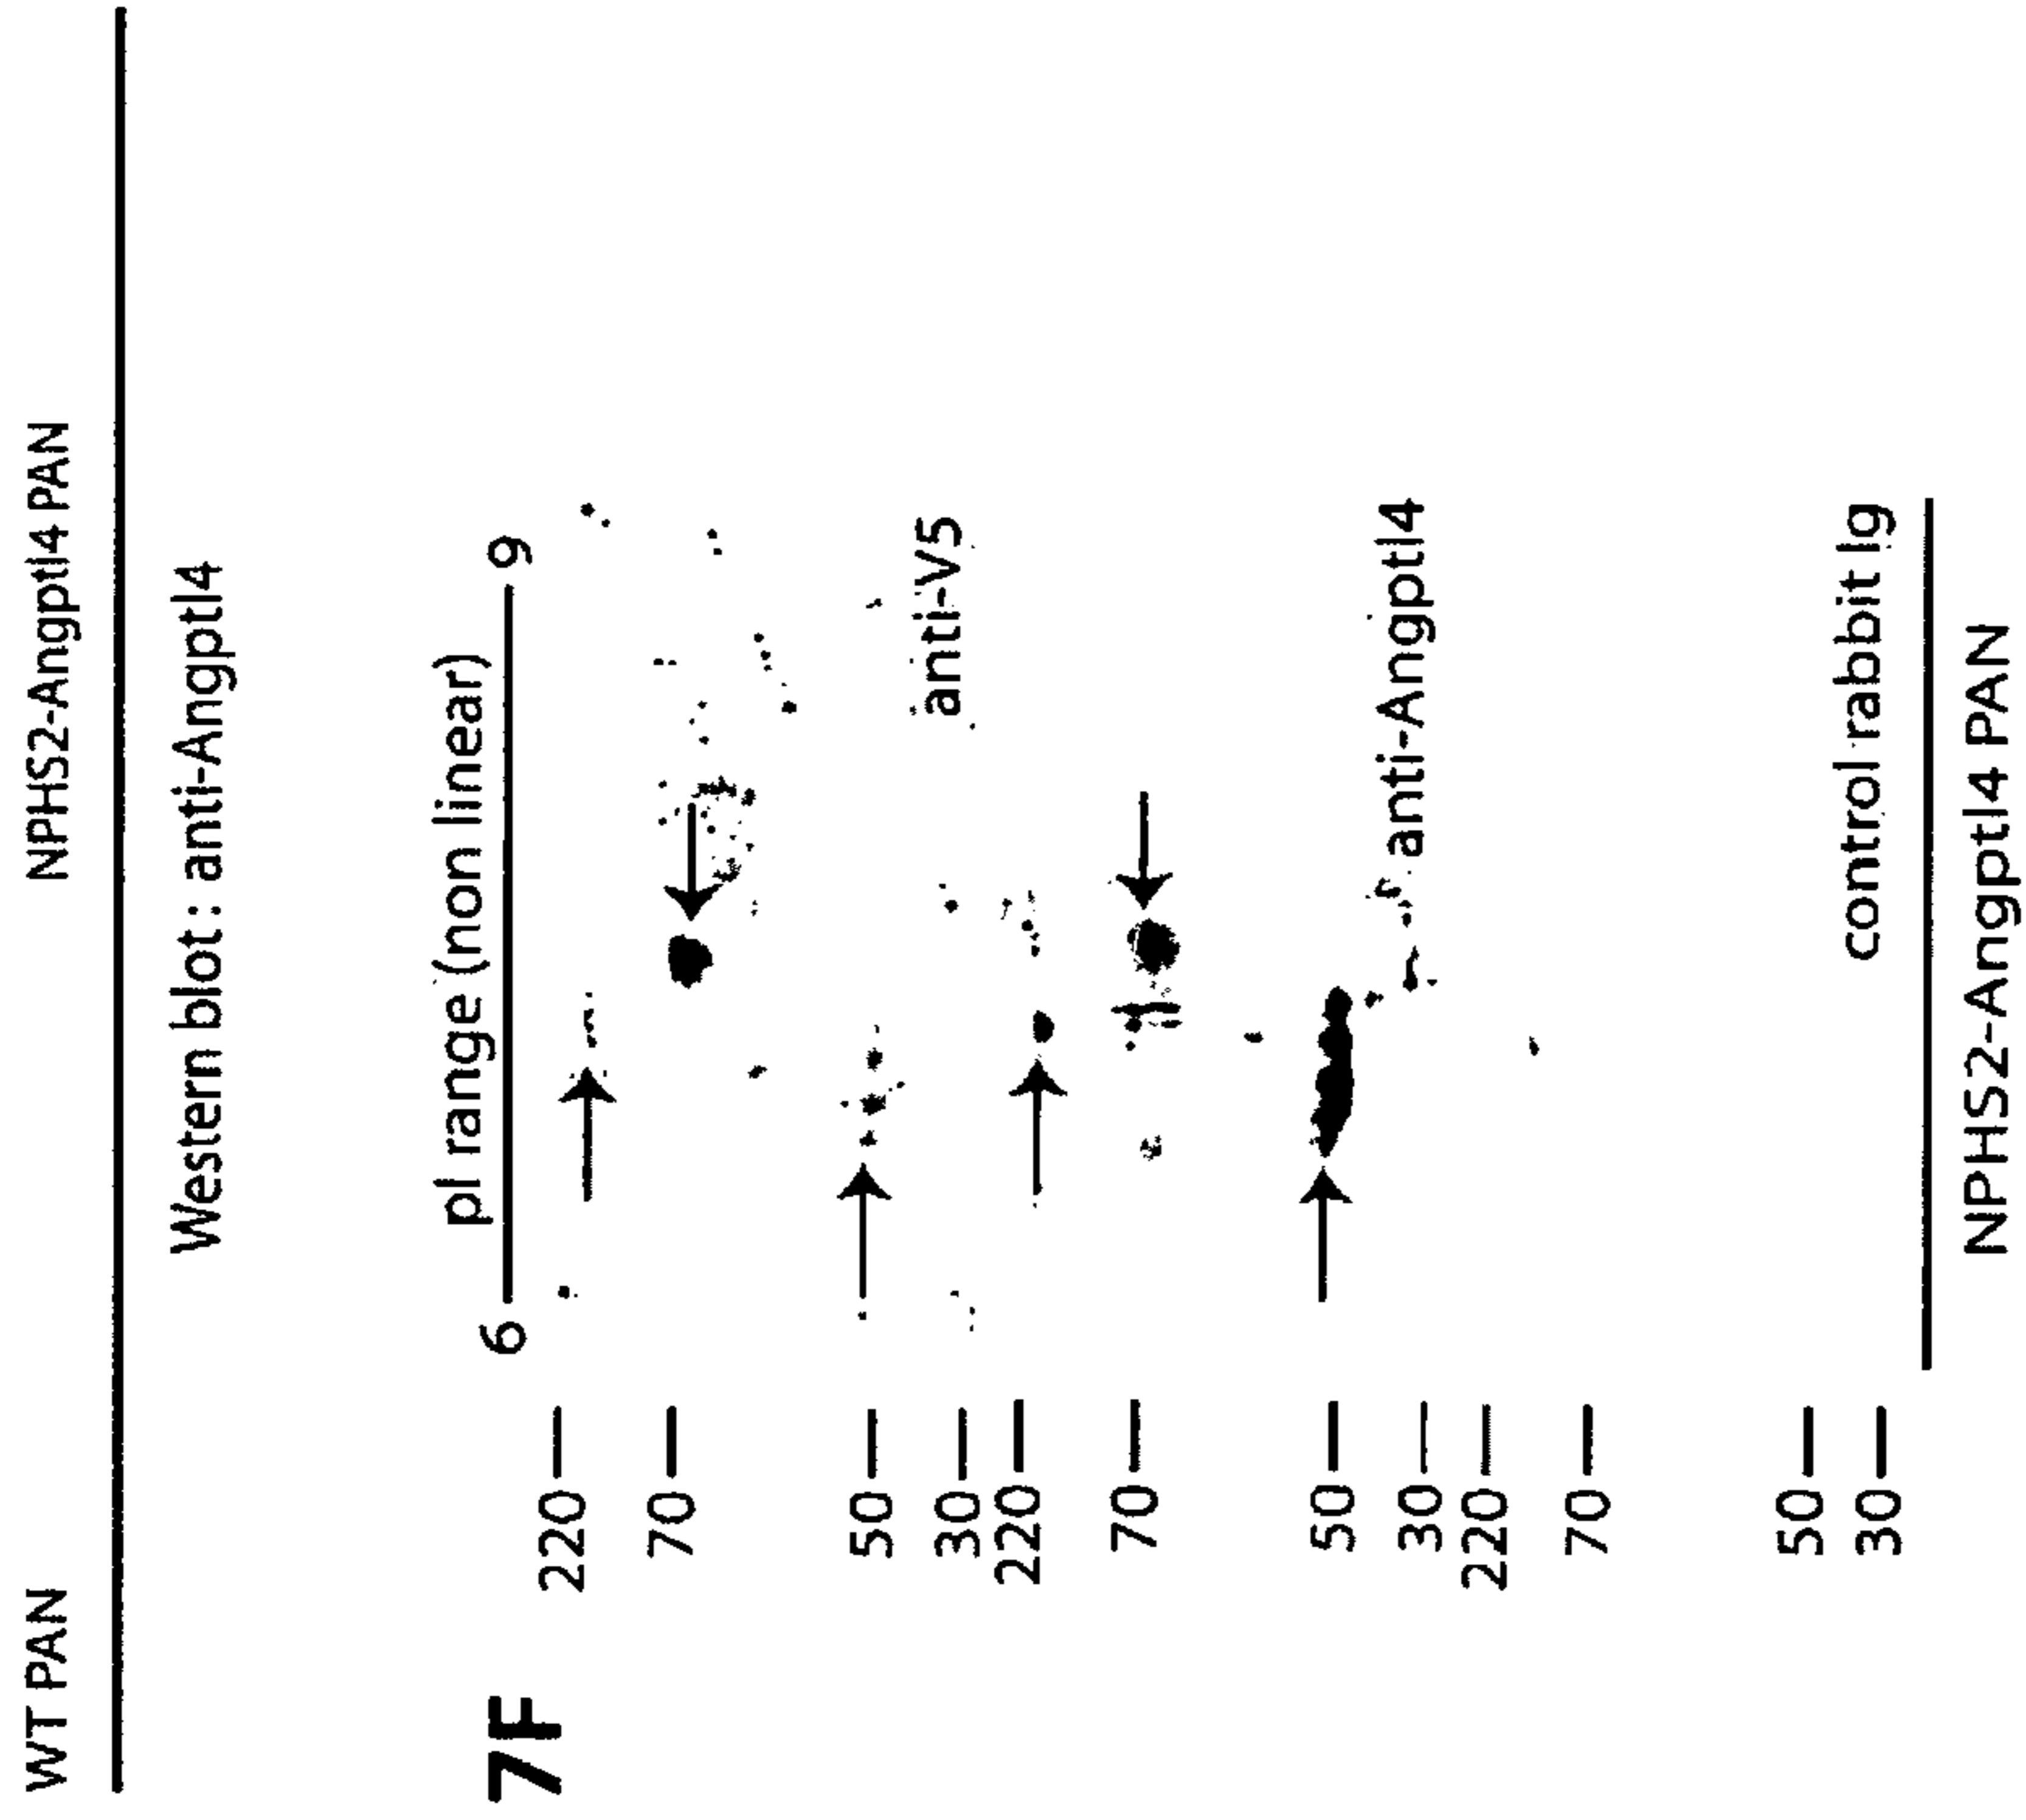 WT PAN
NPHS2-Angptl4 PAN
Western blot : anti-Angptl4
7F
pI range (non linear)
6
9
220
70
50
30
anti-V5
220
70
50
30
anti-Angptl4
220
70
50
30
control rabbit Ig
NPHS2-Angptl4 PAN